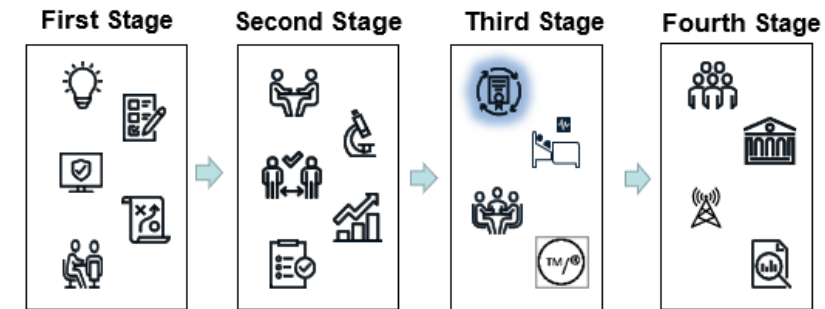 First Stage
Second Stage
Third Stage
Fourth Stage
TM/®